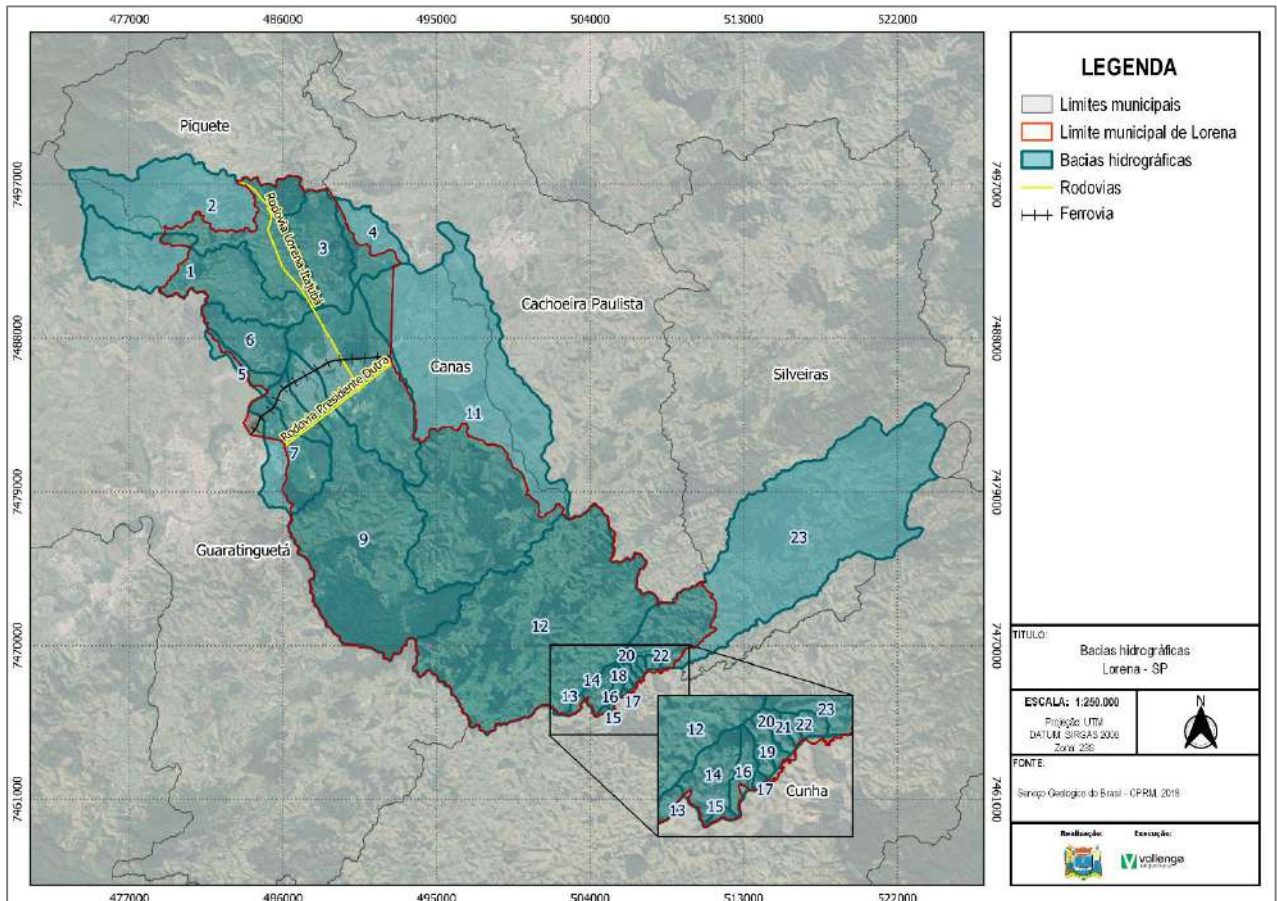 477000 486000 495000 504000 513000 522000
Piquete
7497000 7497000
2
Rodovia Lorena-Itajubá
3
4
1
Cachoeira Paulista
7488000 7488000
6
5
Canas
Silveiras
Rodovia Presidente Dutra
11
7
7479000 7479000
Guaratinguetá
9
23
12
7470000 7470000
20 22
14 18
13 16 17
15
12
20 21 22 23
19
14 16
17
Cunha
13 15
7461000 7461000
477000 486000 495000 504000 513000 522000
LEGENDA
Limites municipais
Limite municipal de Lorena
Bacias hidrográficas
Rodovias
Ferrovia
TÍTULO:
Bacias hidrográficas
Lorena - SP
ESCALA: 1:250.000
Projeção: UTM
DATUM: SIRGAS 2000
Zona: 23S
N
FONTE:
Serviço Geológico do Brasil - CPRM, 2018
Realização: Execução:
vallenge